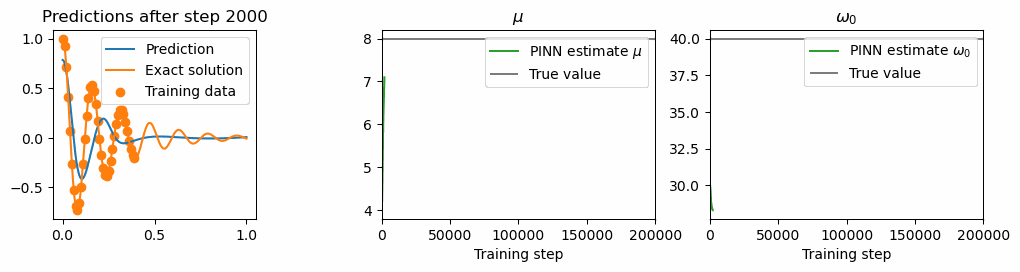 Predictions after step 2000
Prediction
Exact solution
Training data
1.0
0.5
0.0
−0.5
0.0
0.5
1.0
μ
PINN estimate μ
True value
8
7
6
5
4
0
50000
100000
150000
200000
Training step
ω₀
PINN estimate ω₀
True value
40.0
37.5
35.0
32.5
30.0
0
50000
100000
150000
200000
Training step